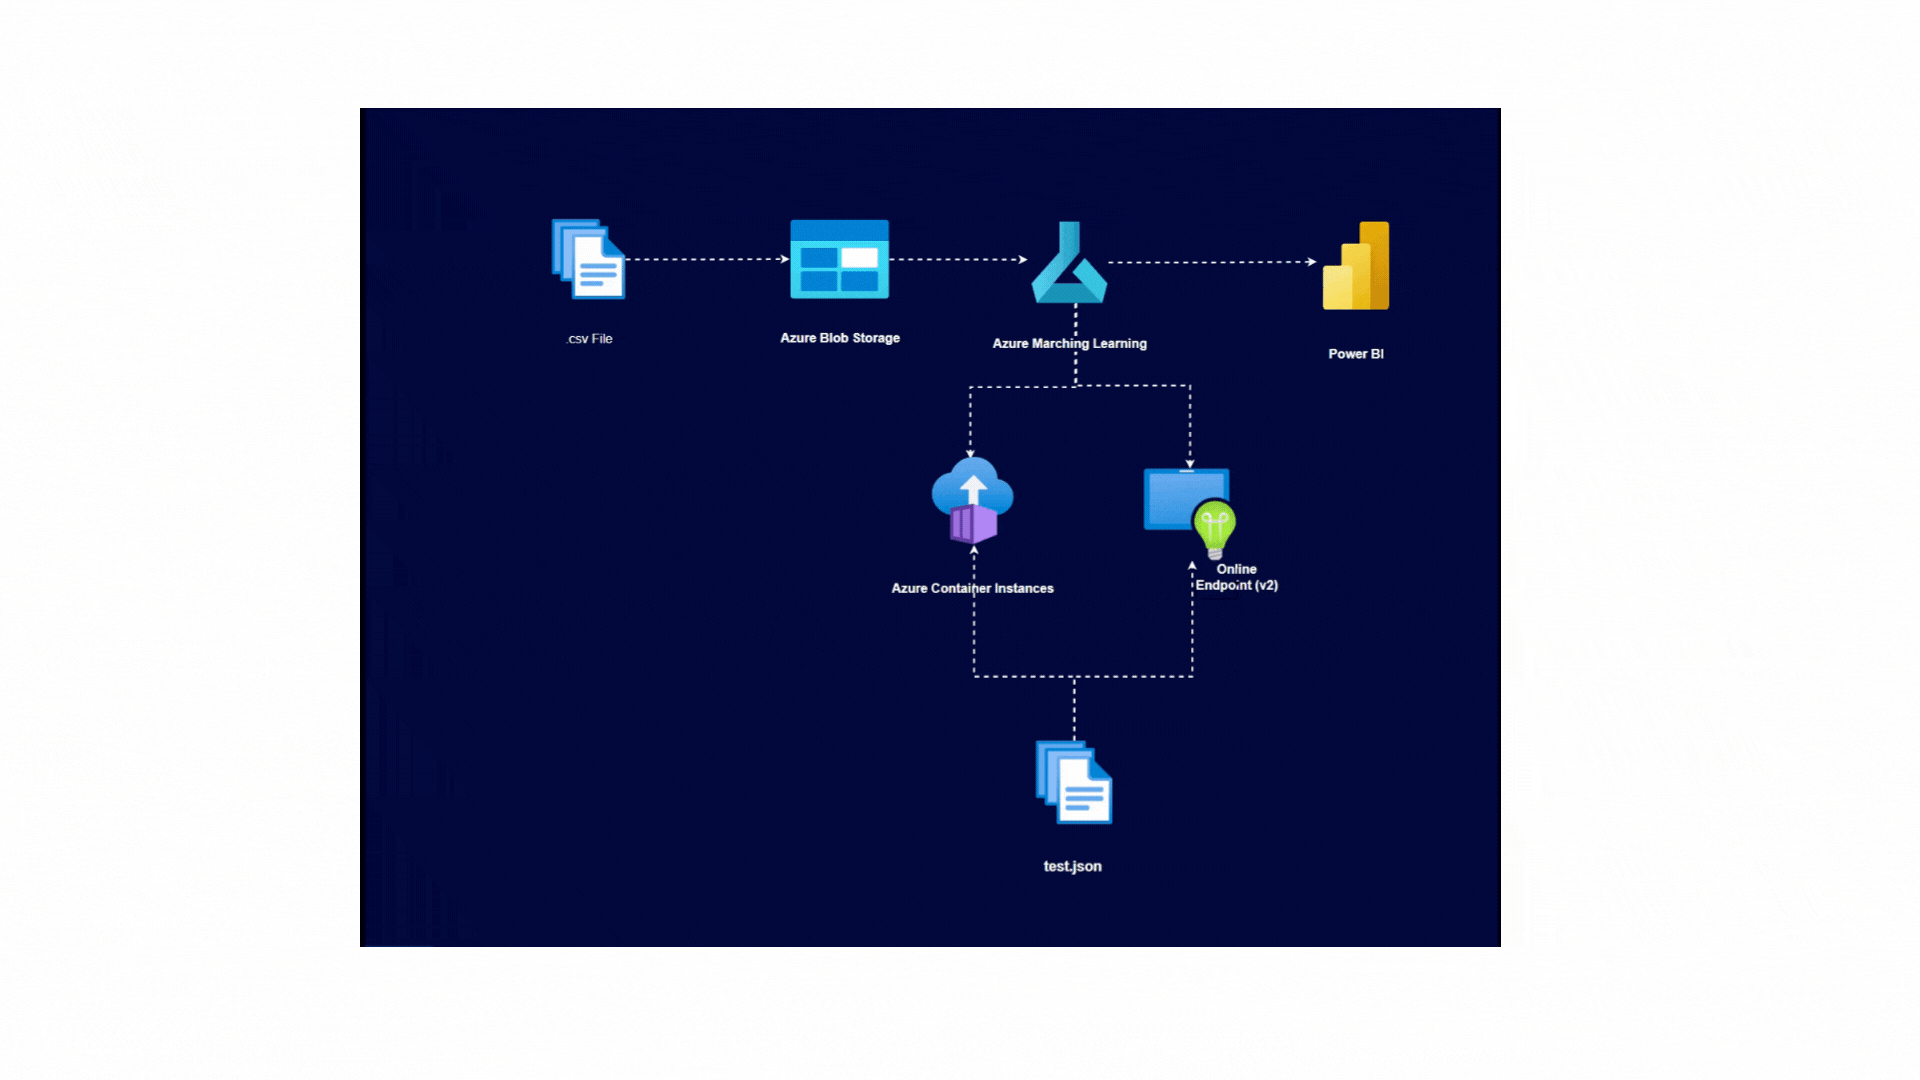 .csv File
Azure Blob Storage
Azure Marching Learning
Power BI
Azure Container Instances
Online
Endpoint (v2)
test.json